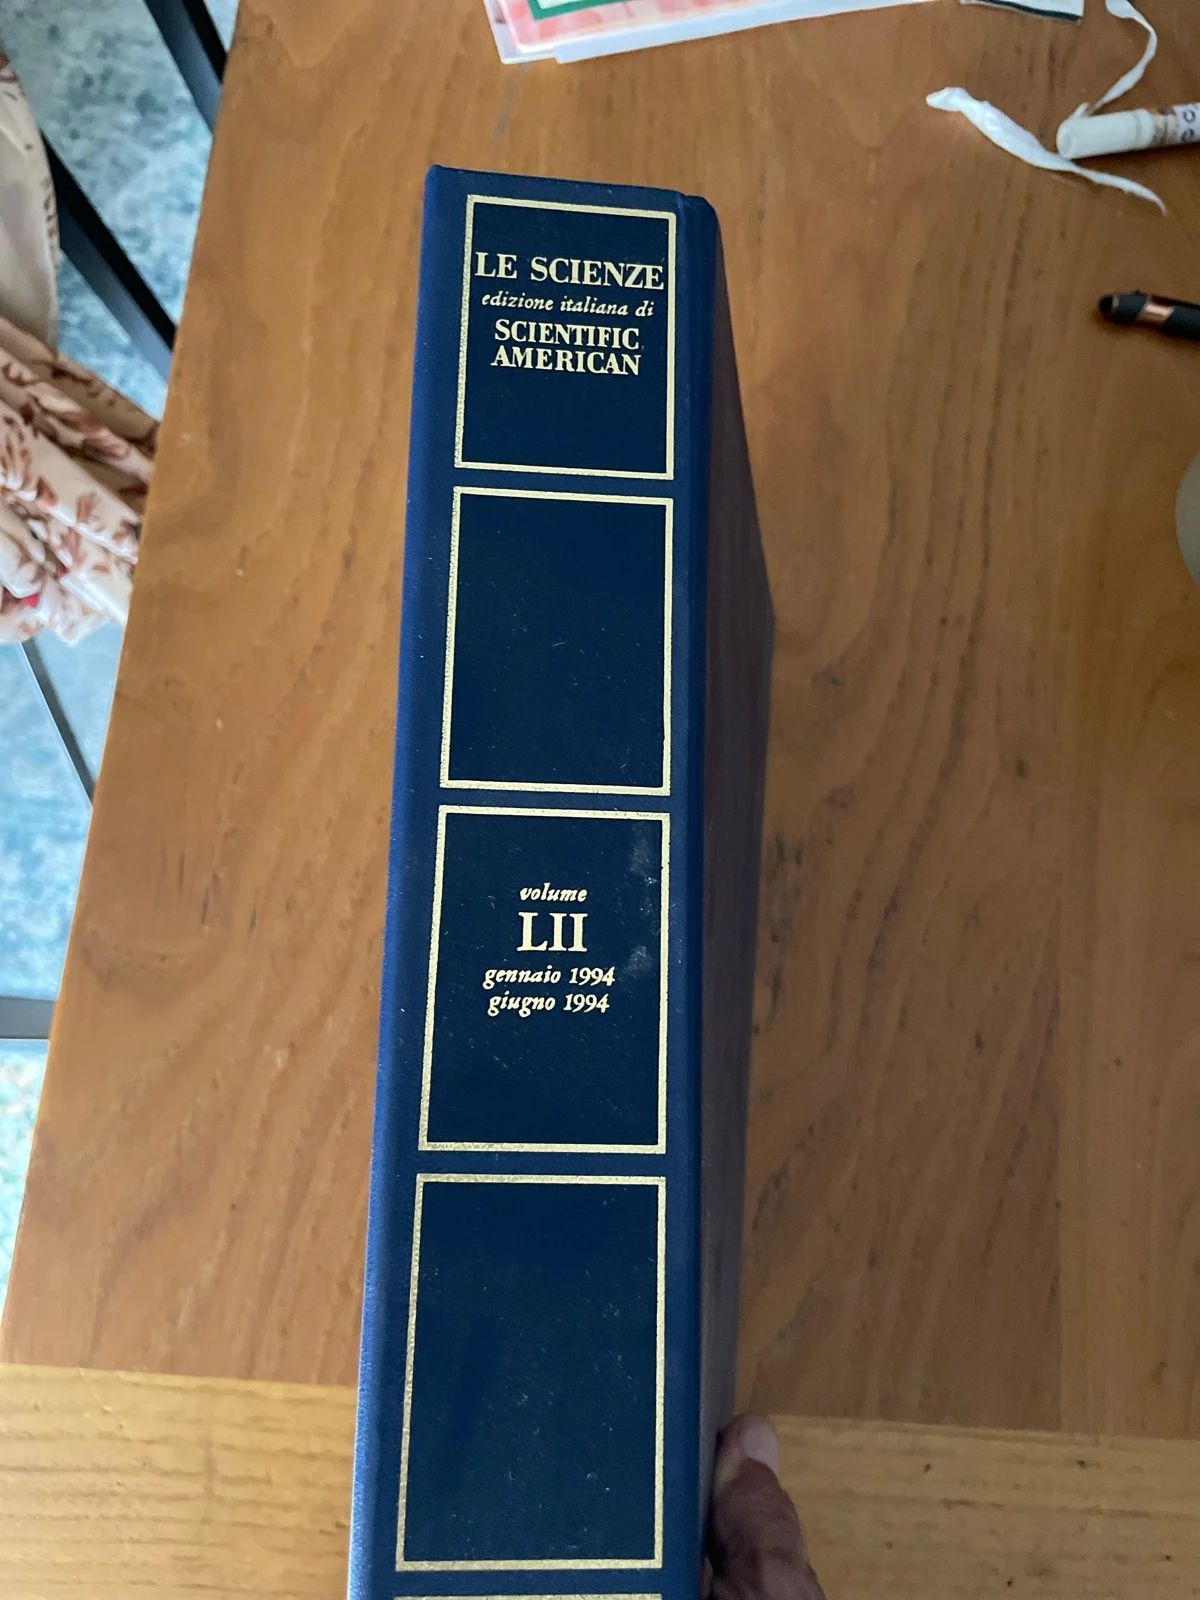 LE SCIENZE
edizione italiana di
SCIENTIFIC
AMERICAN
volume
LII
gennaio 1994
giugno 1994